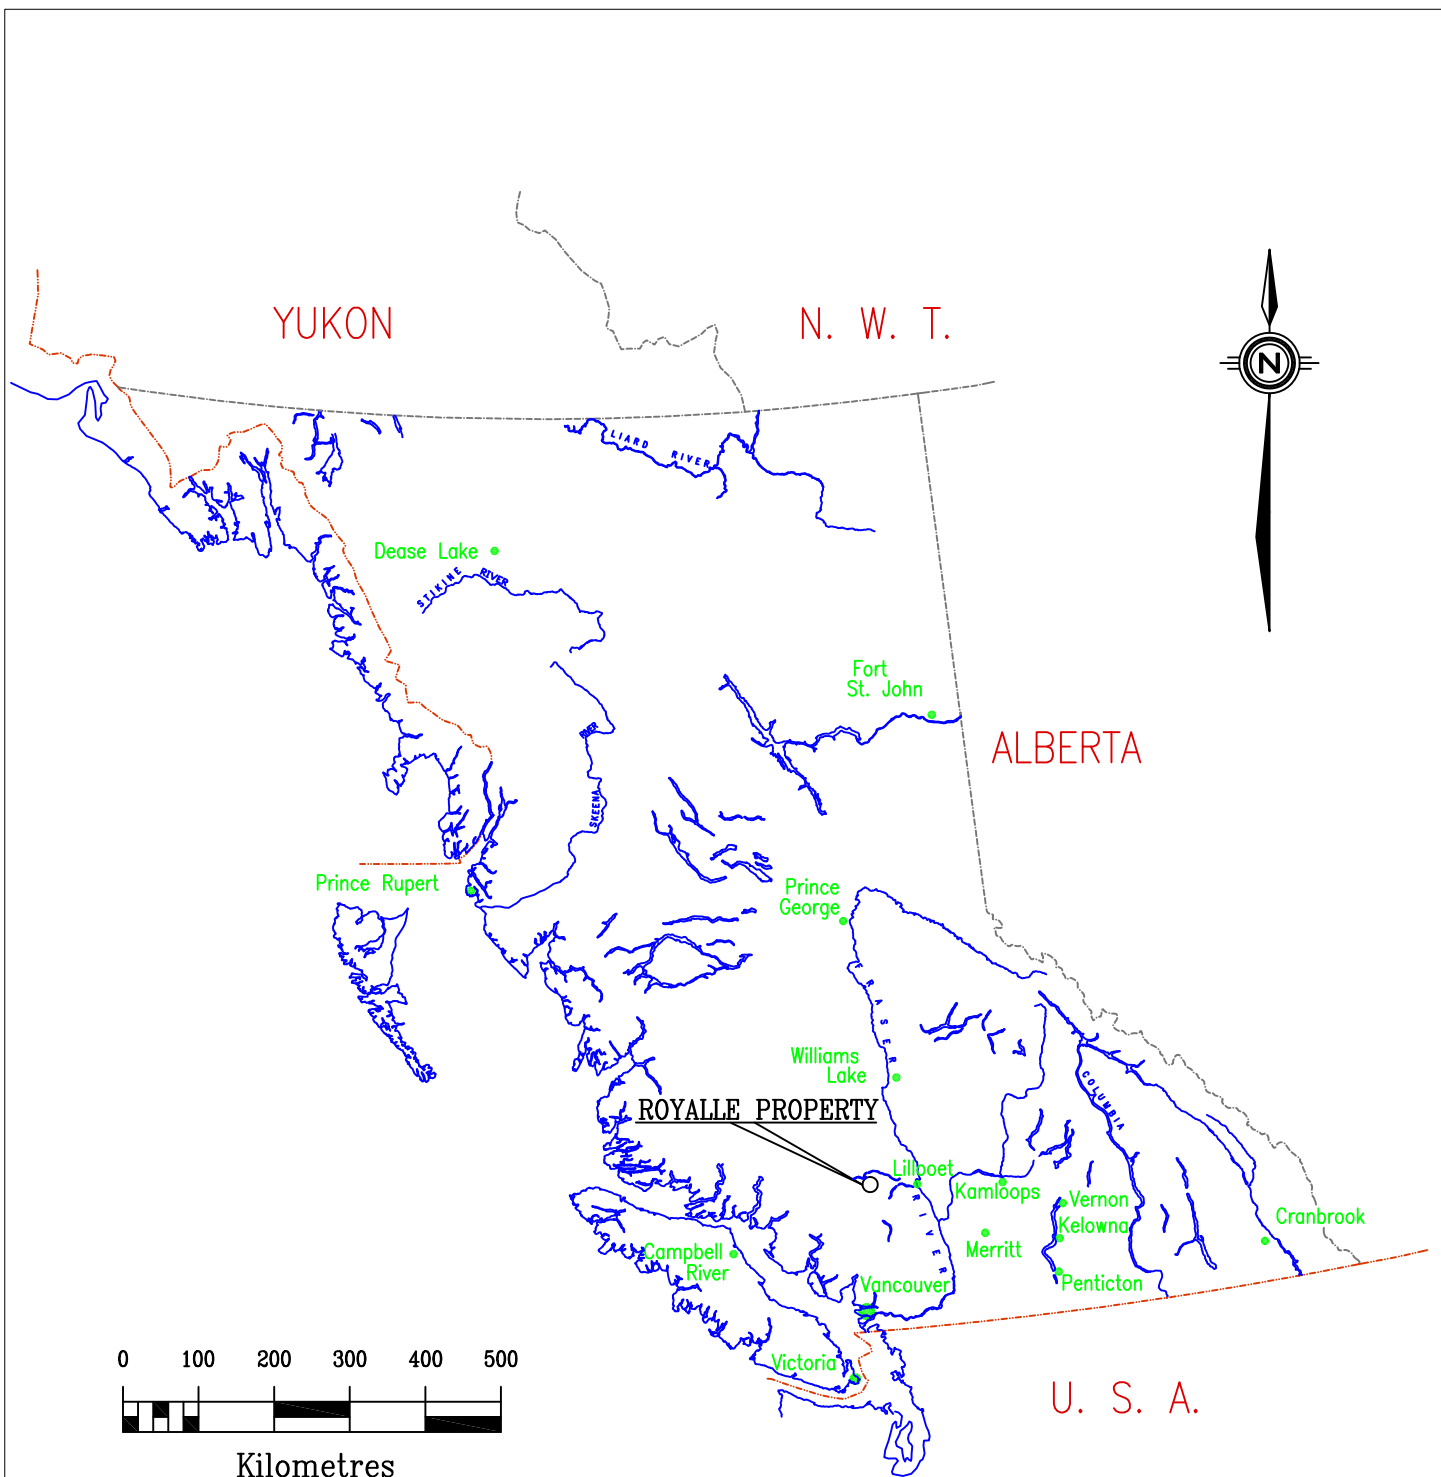 YUKON
N. W. T.
N
LIARD RIVER
Dease Lake
STIKINE RIVER
Fort
St. John
RIVER
ALBERTA
SKEENA
Prince Rupert
Prince
George
FRASER
Williams
Lake
COLUMBIA
ROYALLE PROPERTY
Lillooet
Kamloops
RIVER
Vernon
Kelowna
Cranbrook
Merritt
Campbell
River
Vancouver
Penticton
Victoria
0 100 200 300 400 500
U. S. A.
Kilometres